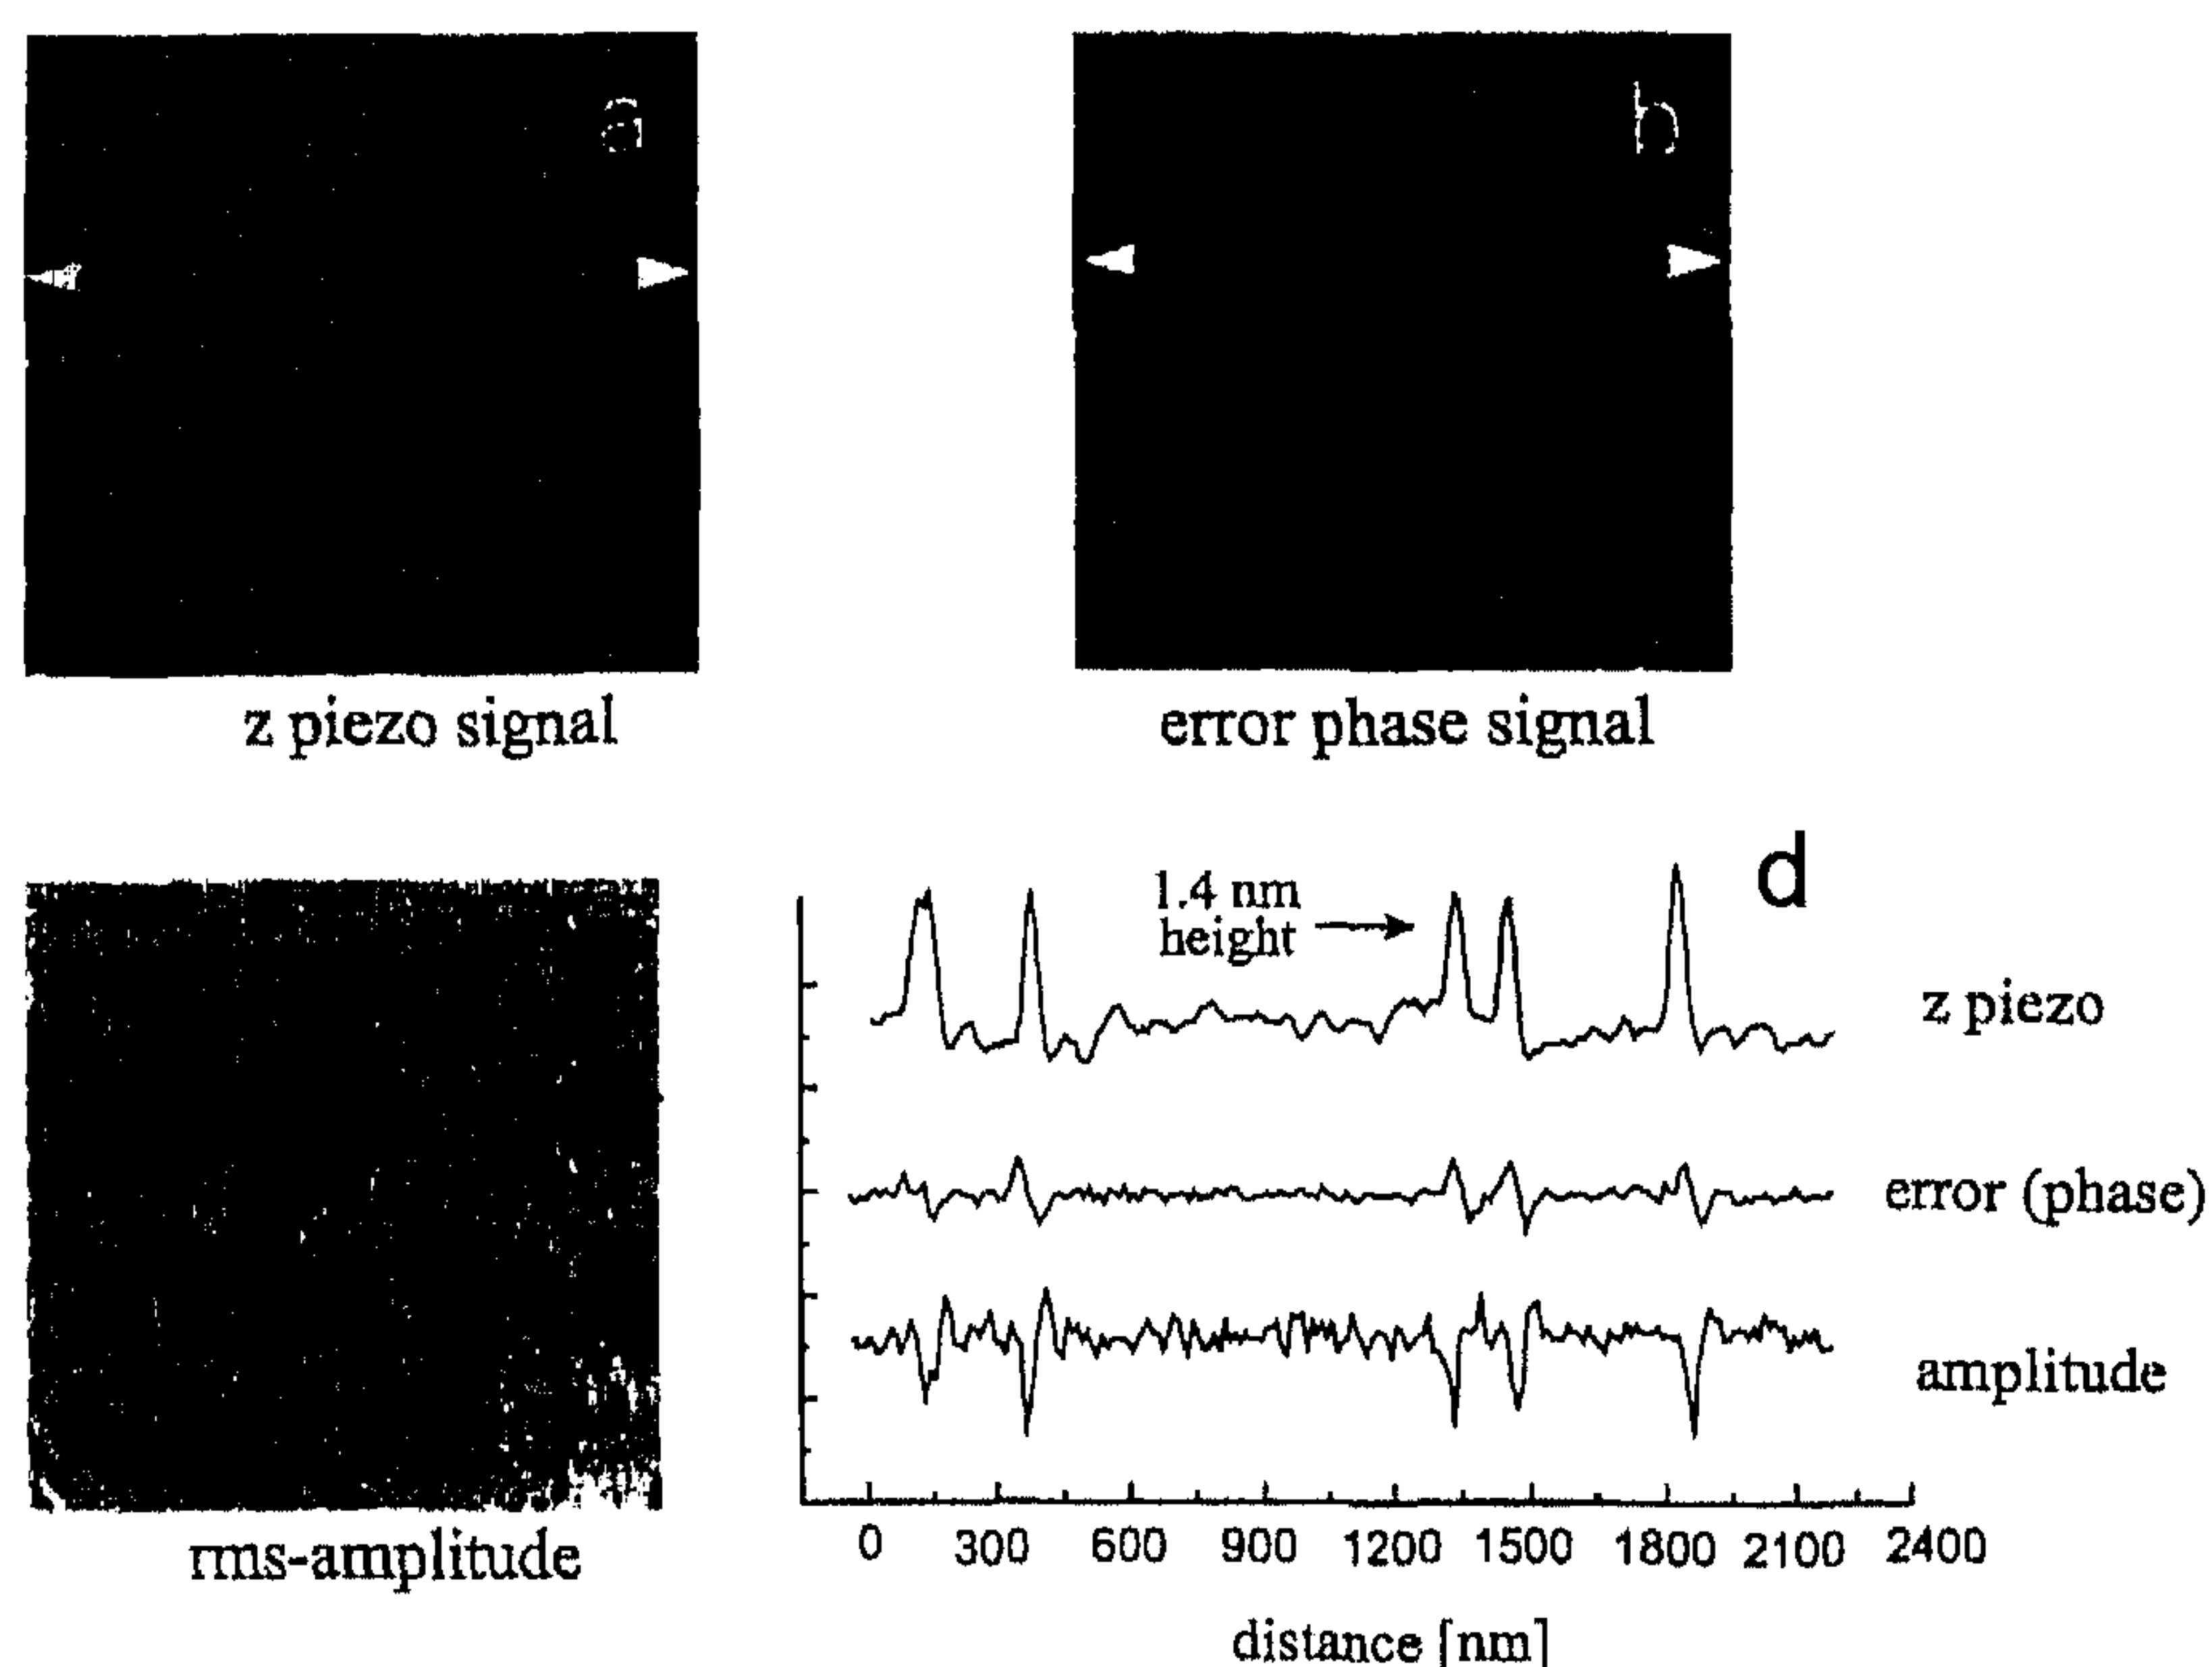 a
b
z piezo signal
error phase signal
d
1.4 nm
height
z piezo
error (phase)
amplitude
0 300 600 900 1200 1500 1800 2100 2400
rms-amplitude
distance [nm]